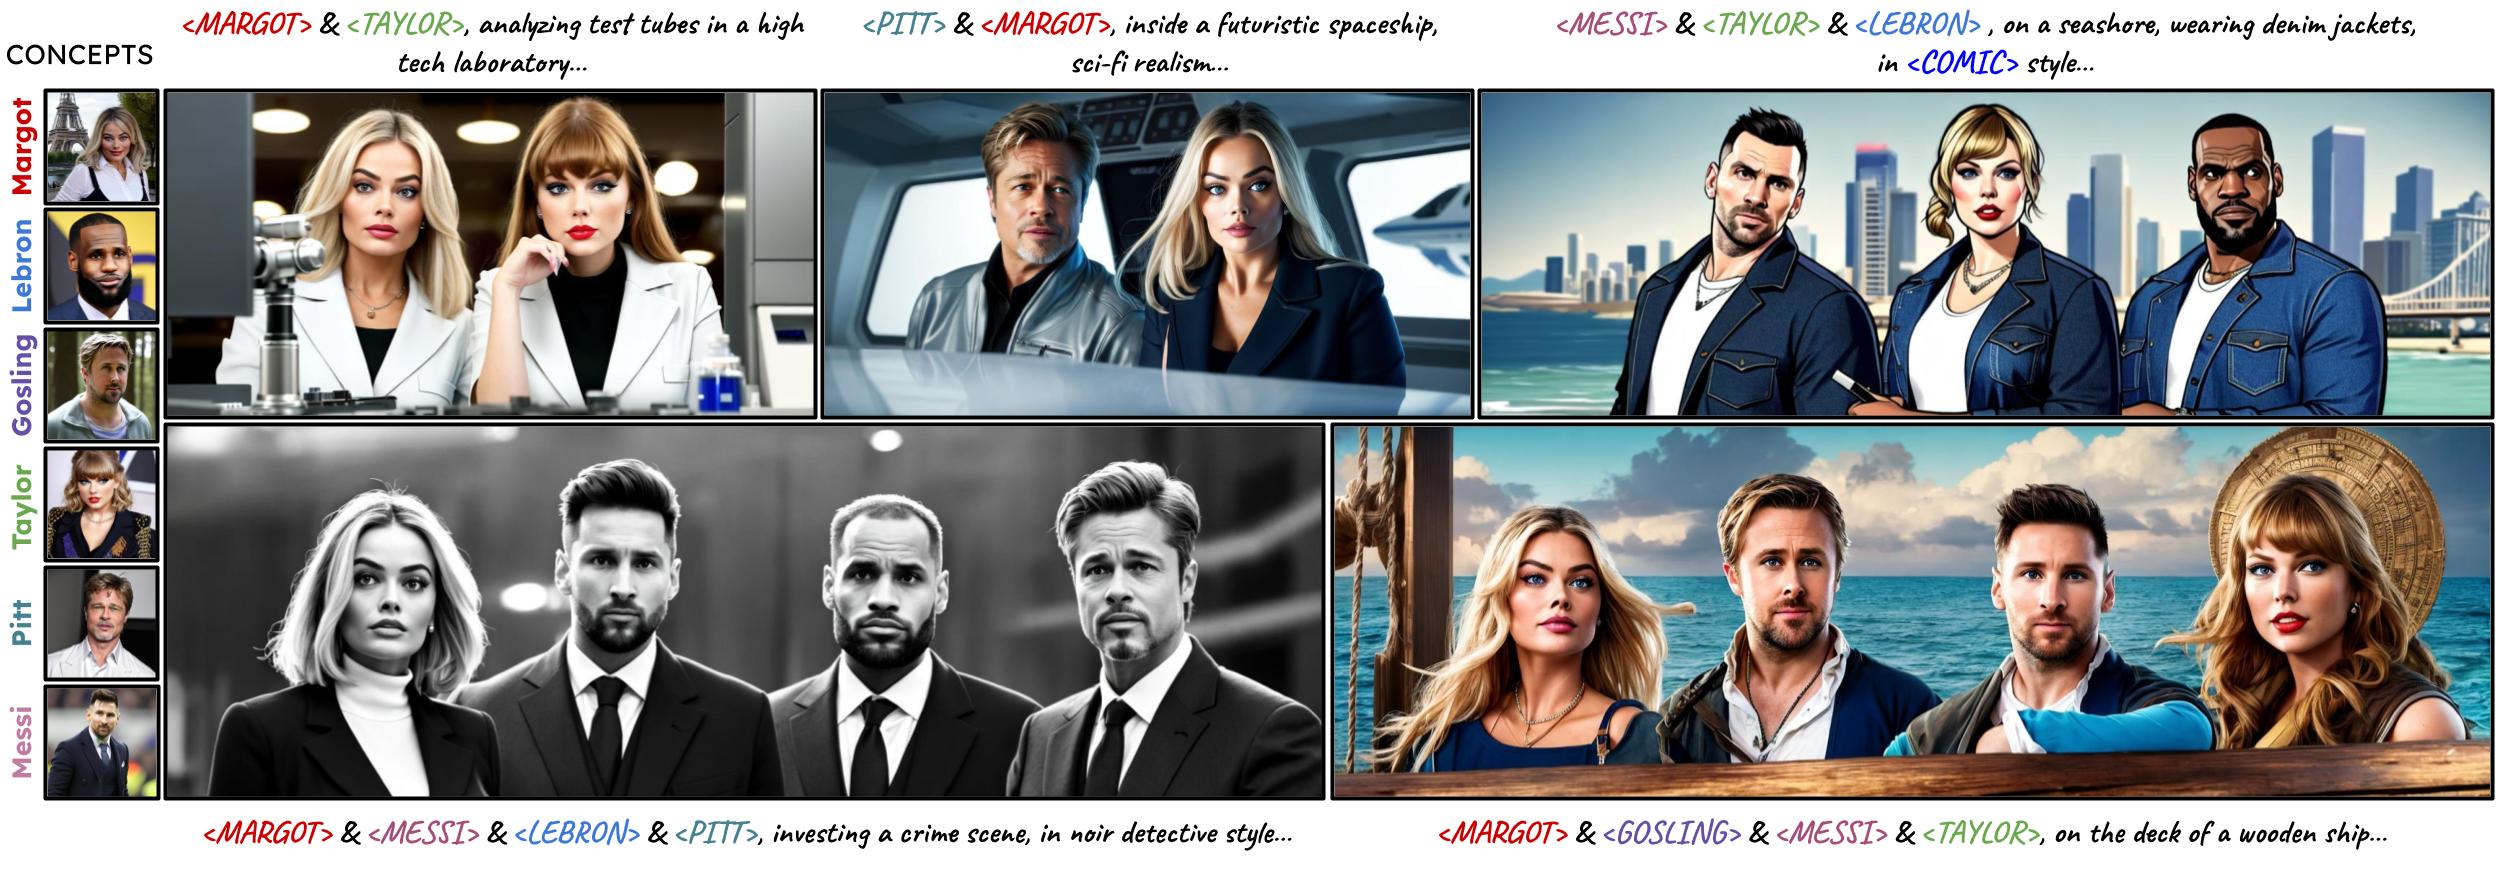 <MARGOT> & <TAYLOR>, analyzing test tubes in a high
tech laboratory...
<PITT> & <MARGOT>, inside a futuristic spaceship,
sci-fi realism...
<MESSI> & <TAYLOR> & <LEBRON> , on a seashore, wearing denim jackets,
in <COMIC> style...
CONCEPTS
Margot
Lebron
Gosling
Taylor
Pitt
Messi
<MARGOT> & <MESSI> & <LEBRON> & <PITT>, investing a crime scene, in noir detective style...
<MARGOT> & <GOSLING> & <MESSI> & <TAYLOR>, on the deck of a wooden ship...